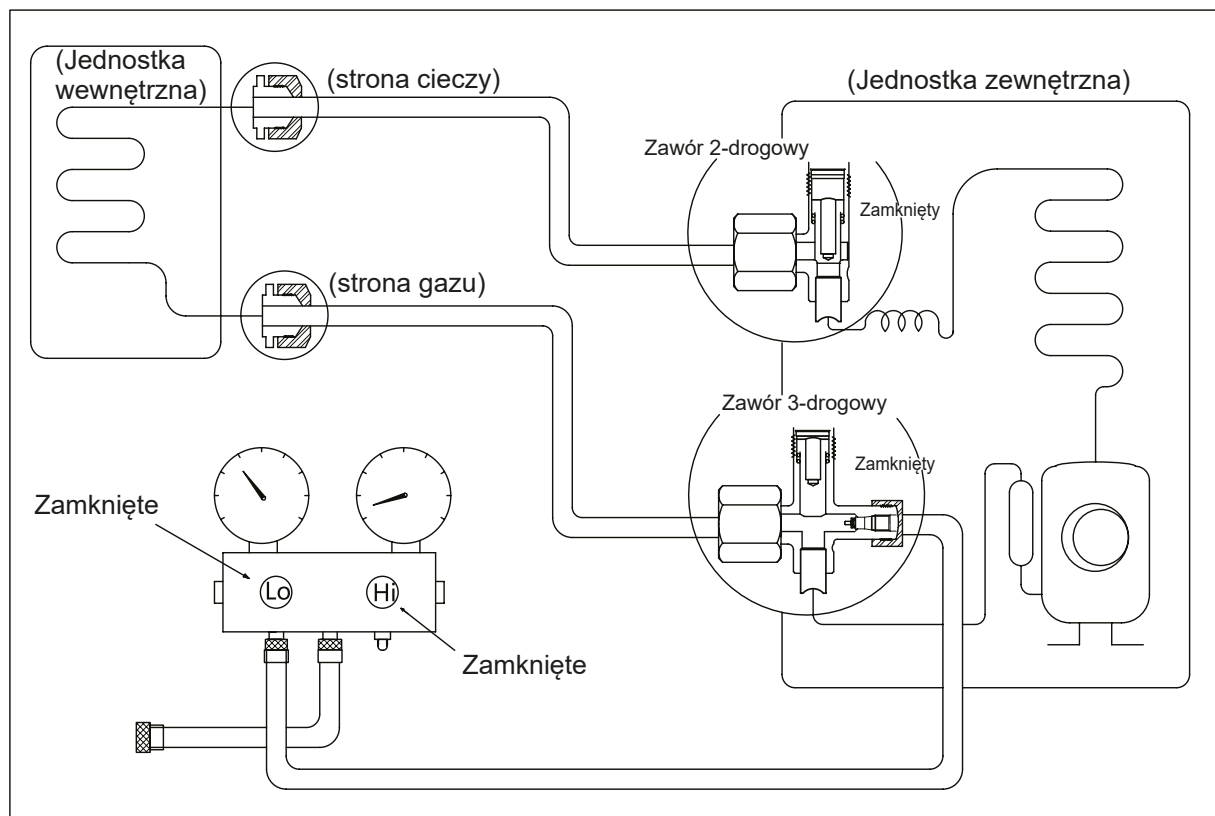 (Jednostka
wewnętrzna)
(strona cieczy)
(Jednostka zewnętrzna)
Zawór 2-drogowy
Zamknięty
(strona gazu)
Zawór 3-drogowy
Zamknięty
Zamknięte
Lo
Hi
Zamknięte